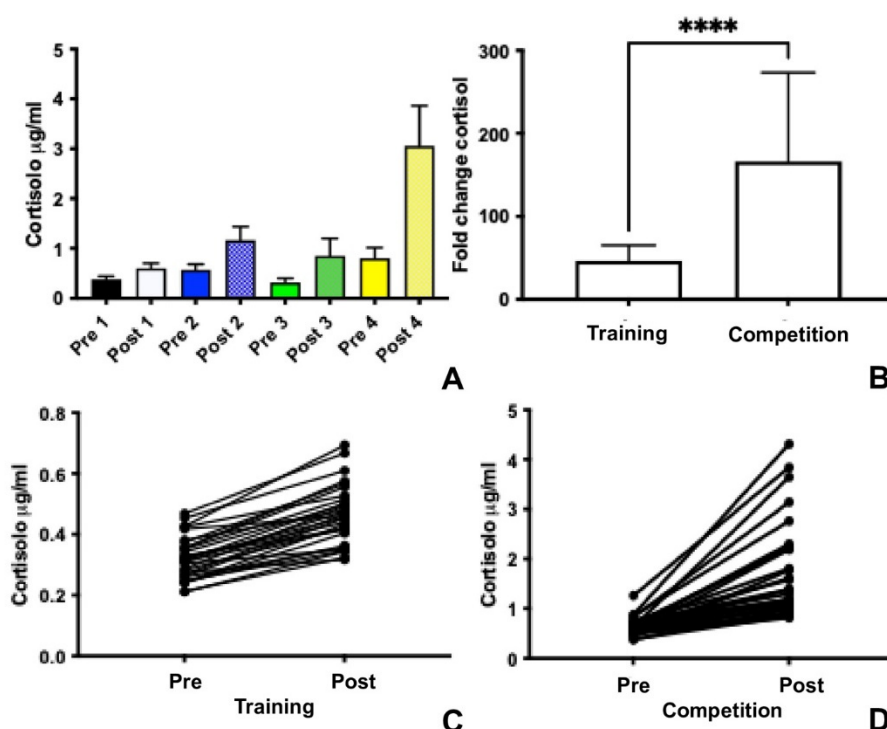 Cortisolo μg/ml
5
4
3
2
1
0
Pre 1
Post 1
Pre 2
Post 2
Pre 3
Post 3
Pre 4
Post 4
A
****
Fold change cortisol
300
200
100
0
Training
Competition
B
Cortisolo μg/ml
0.8
0.6
0.4
0.2
0.0
Pre
Post
Training
C
Cortisolo μg/ml
5
4
3
2
1
0
Pre
Post
Competition
D